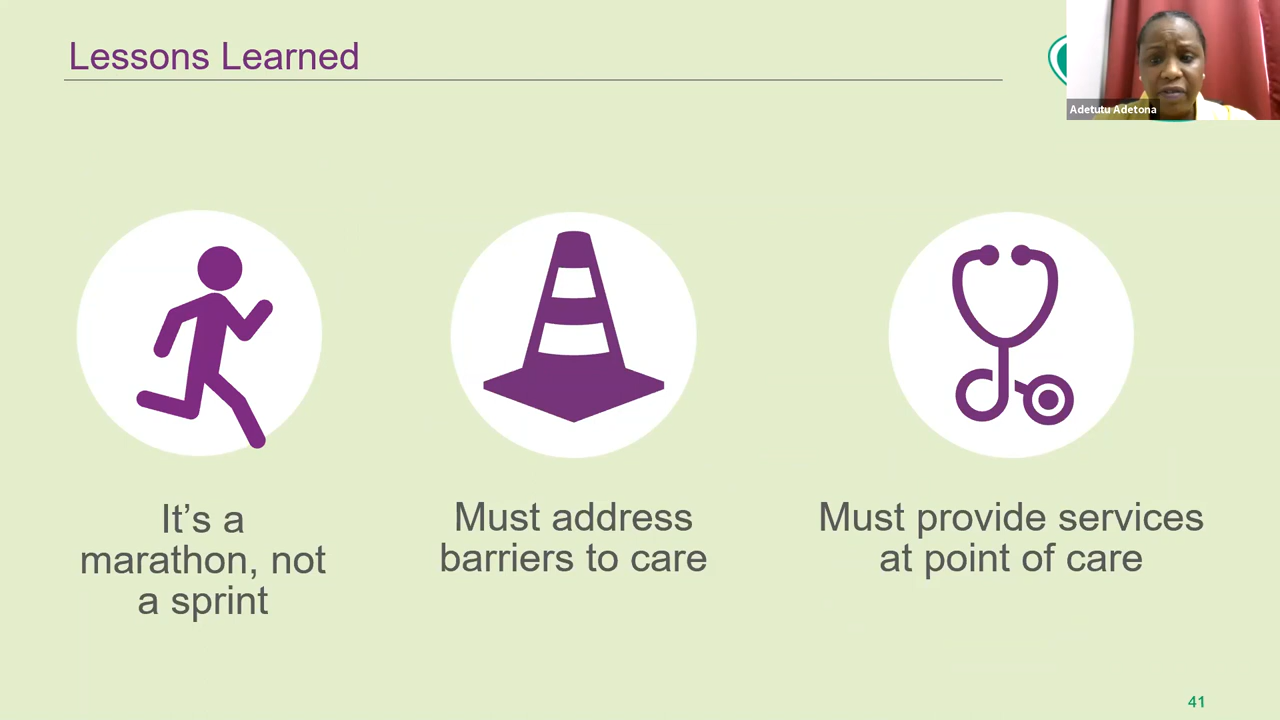 Lessons Learned
Adetutu Adetona
It’s a
marathon, not
a sprint
Must address
barriers to care
Must provide services
at point of care
41